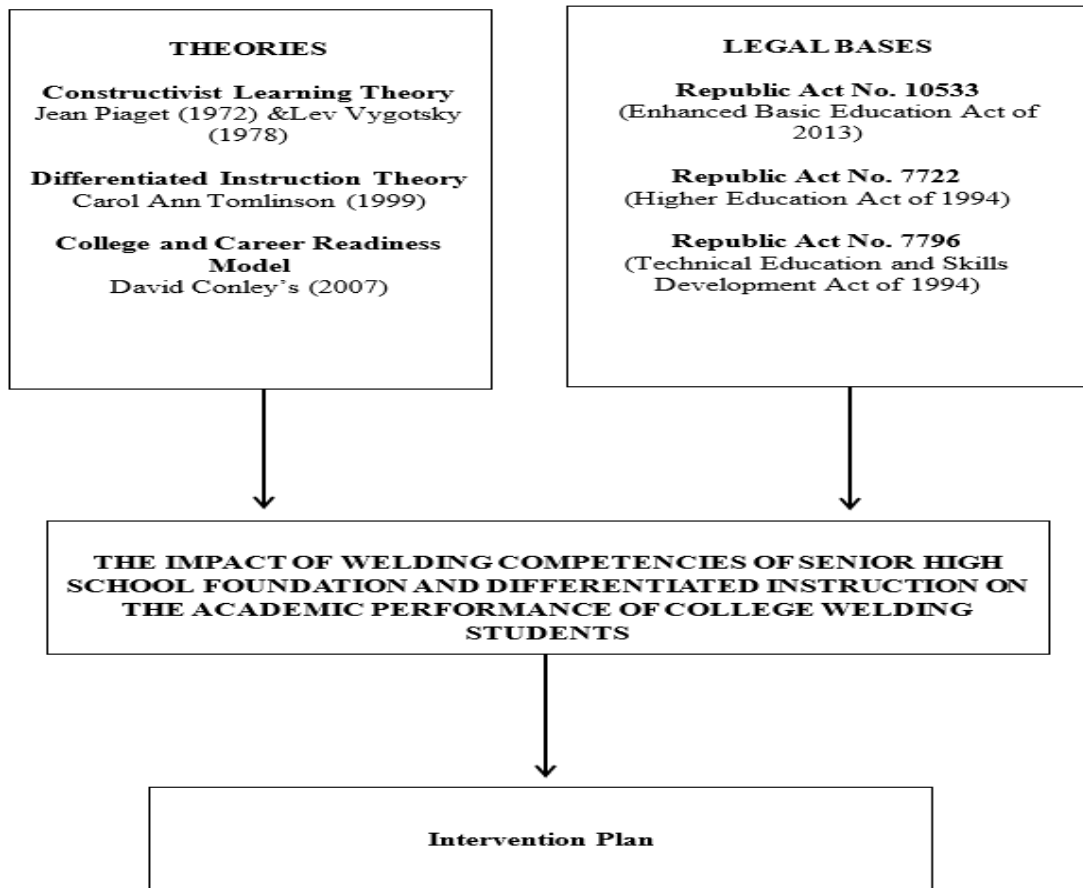 THEORIES
Constructivist Learning Theory
Jean Piaget (1972) &Lev Vygotsky
(1978)
Differentiated Instruction Theory
Carol Ann Tomlinson (1999)
College and Career Readiness
Model
David Conley’s (2007)
LEGAL BASES
Republic Act No. 10533
(Enhanced Basic Education Act of
2013)
Republic Act No. 7722
(Higher Education Act of 1994)
Republic Act No. 7796
(Technical Education and Skills
Development Act of 1994)
THE IMPACT OF WELDING COMPETENCIES OF SENIOR HIGH
SCHOOL FOUNDATION AND DIFFERENTIATED INSTRUCTION ON
THE ACADEMIC PERFORMANCE OF COLLEGE WELDING
STUDENTS
Intervention Plan